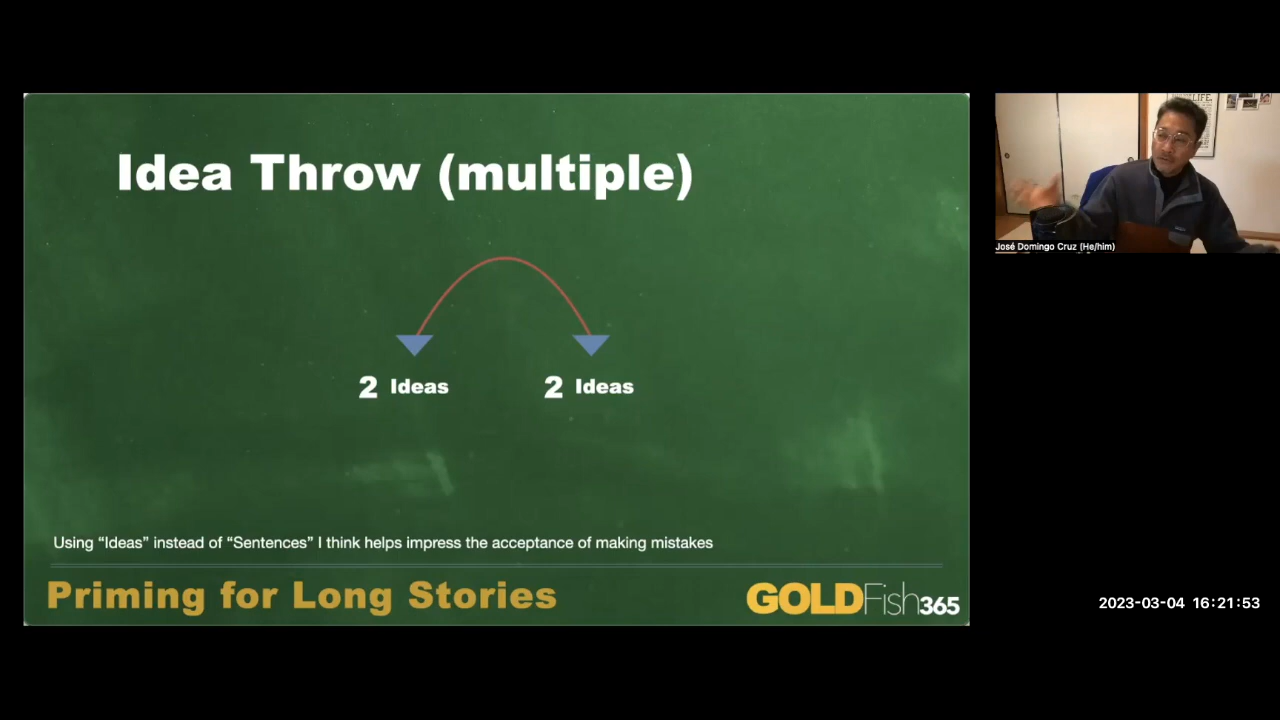 Idea Throw (multiple)
2 Ideas
2 Ideas
Using “Ideas” instead of “Sentences” I think helps impress the acceptance of making mistakes
Priming for Long Stories
GOLDFish365
LIFE.
José Domingo Cruz (He/him)
2023-03-04 16:21:53